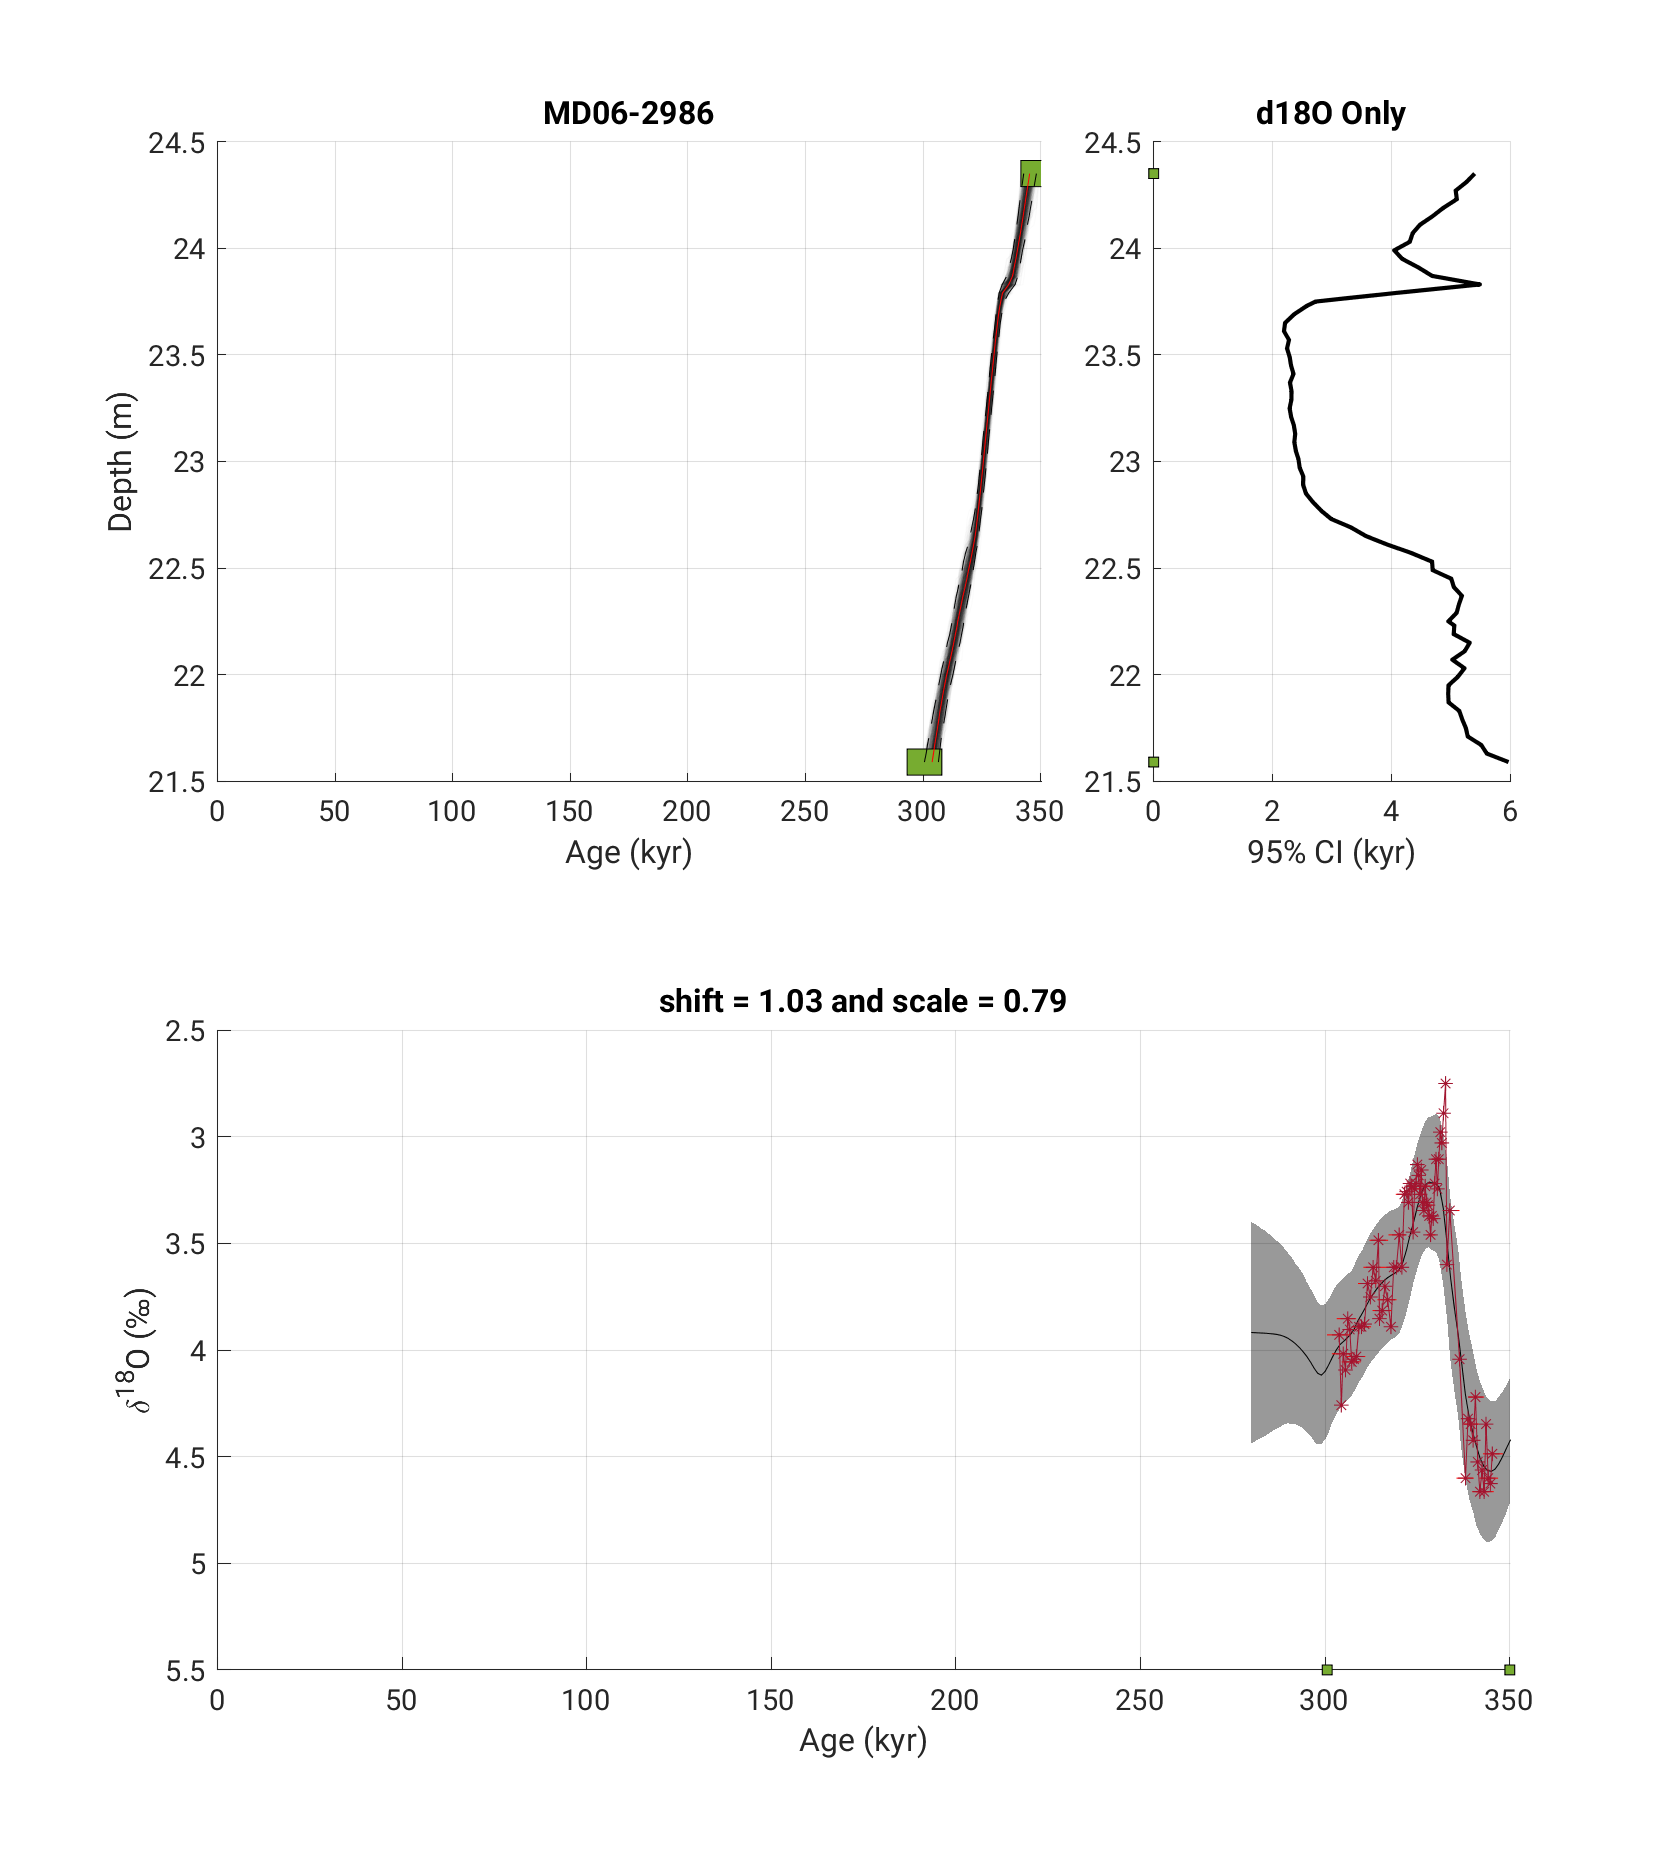 MD06-2986
d18O Only
24.5
24
23.5
23
22.5
22
21.5
Depth (m)
0 50 100 150 200 250 300 350
Age (kyr)
24.5
24
23.5
23
22.5
22
21.5
0 2 4 6
95% CI (kyr)
shift = 1.03 and scale = 0.79
2.5
3
3.5
4
4.5
5
5.5
δ18O (‰)
0 50 100 150 200 250 300 350
Age (kyr)